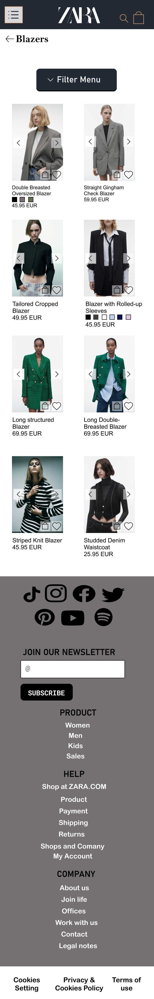 ZARA
Blazers
Filter Menu
Double Breasted
Oversized Blazer
45.95 EUR
Straight Gingham
Check Blazer
59.95 EUR
Tailored Cropped
Blazer
49.95 EUR
Blazer with Rolled-up
Sleeves
45.95 EUR
Long structured
Blazer
69.95 EUR
Long Double-
Breasted Blazer
69.95 EUR
Striped Knit Blazer
45.95 EUR
Studded Denim
Waistcoat
25.95 EUR
JOIN OUR NEWSLETTER
@
SUBSCRIBE
PRODUCT
Women
Men
Kids
Sales
HELP
Shop at ZARA.COM
Product
Payment
Shipping
Returns
Shops and Comany
My Account
COMPANY
About us
Join life
Offices
Work with us
Contact
Legal notes
Cookies
Setting
Privacy &
Cookies Policy
Terms of
use